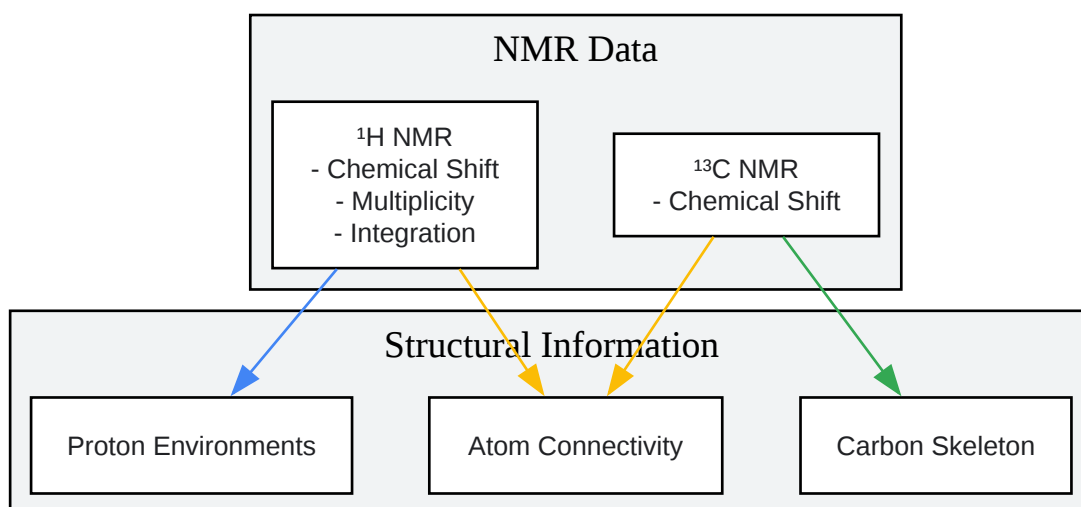 NMR Data
¹H NMR
- Chemical Shift
- Multiplicity
- Integration
¹³C NMR
- Chemical Shift
Structural Information
Proton Environments
Atom Connectivity
Carbon Skeleton